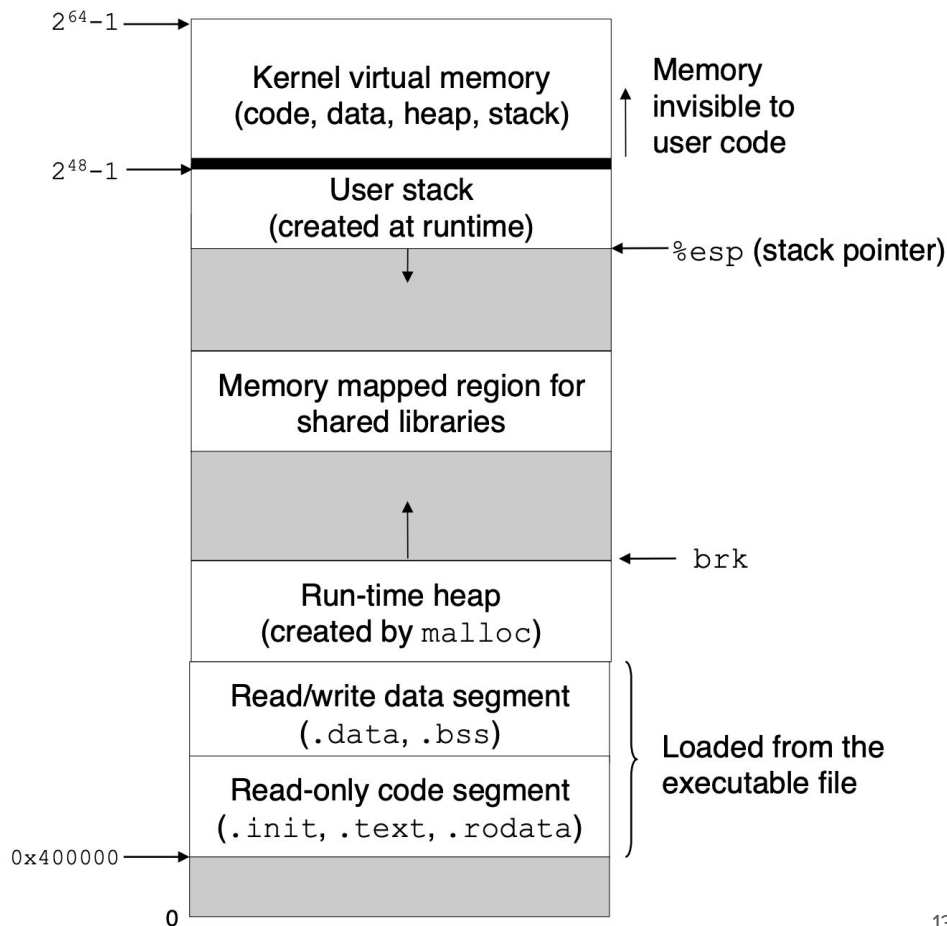 2^64-1
Kernel virtual memory
(code, data, heap, stack)
Memory
invisible to
user code
2^48-1
User stack
(created at runtime)
%esp (stack pointer)
Memory mapped region for
shared libraries
brk
Run-time heap
(created by malloc)
Read/write data segment
(.data, .bss)
Loaded from the
executable file
Read-only code segment
(.init, .text, .rodata)
0x400000
0